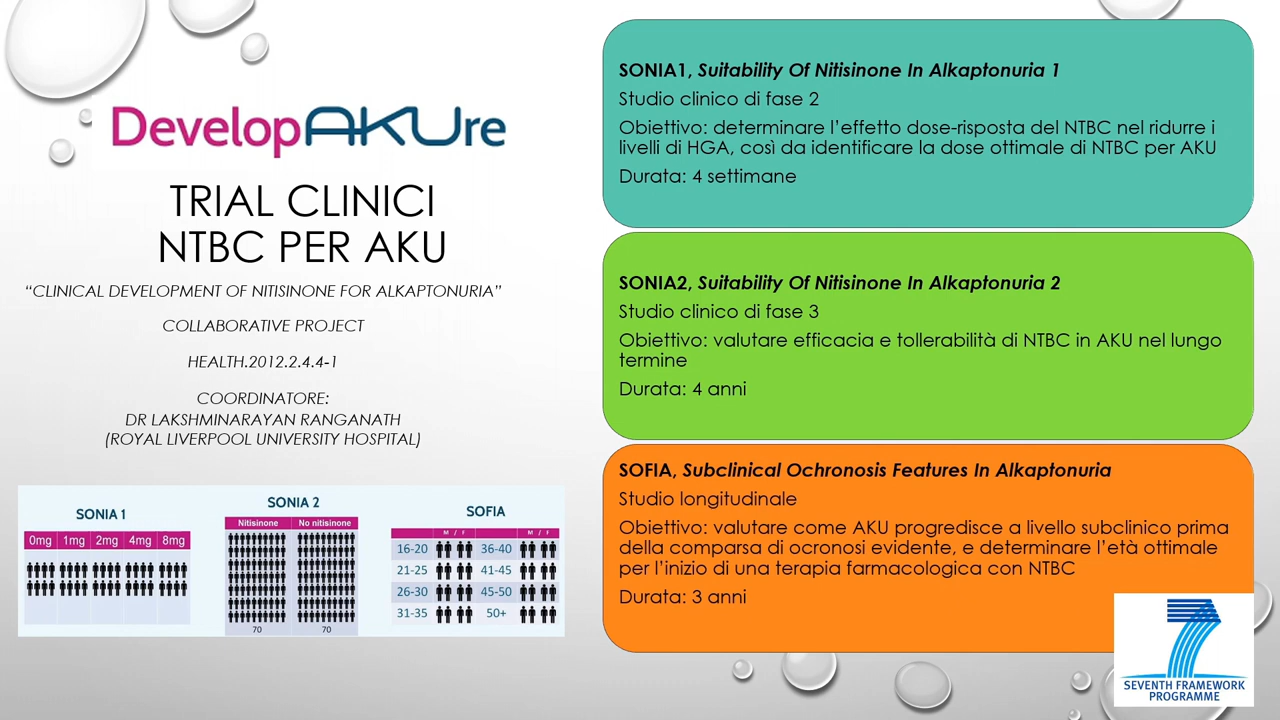 DevelopAKUre
TRIAL CLINICI
NTBC PER AKU
“CLINICAL DEVELOPMENT OF NITISINONE FOR ALKAPTONURIA”
COLLABORATIVE PROJECT
HEALTH.2012.2.4.4-1
COORDINATORE:
DR LAKSHMINARAYAN RANGANATH
(ROYAL LIVERPOOL UNIVERSITY HOSPITAL)
SONIA 1
0mg 1mg 2mg 4mg 8mg
SONIA 2
Nitisinone No nitisinone
70 70
SOFIA
M / F M / F
16-20 36-40
21-25 41-45
26-30 45-50
31-35 50+
SONIA1, Suitability Of Nitisinone In Alkaptonuria 1
Studio clinico di fase 2
Obiettivo: determinare l’effetto dose-risposta del NTBC nel ridurre i
livelli di HGA, così da identificare la dose ottimale di NTBC per AKU
Durata: 4 settimane
SONIA2, Suitability Of Nitisinone In Alkaptonuria 2
Studio clinico di fase 3
Obiettivo: valutare efficacia e tollerabilità di NTBC in AKU nel lungo
termine
Durata: 4 anni
SOFIA, Subclinical Ochronosis Features In Alkaptonuria
Studio longitudinale
Obiettivo: valutare come AKU progredisce a livello subclinico prima
della comparsa di ocronosi evidente, e determinare l’età ottimale
per l’inizio di una terapia farmacologica con NTBC
Durata: 3 anni
SEVENTH FRAMEWORK
PROGRAMME